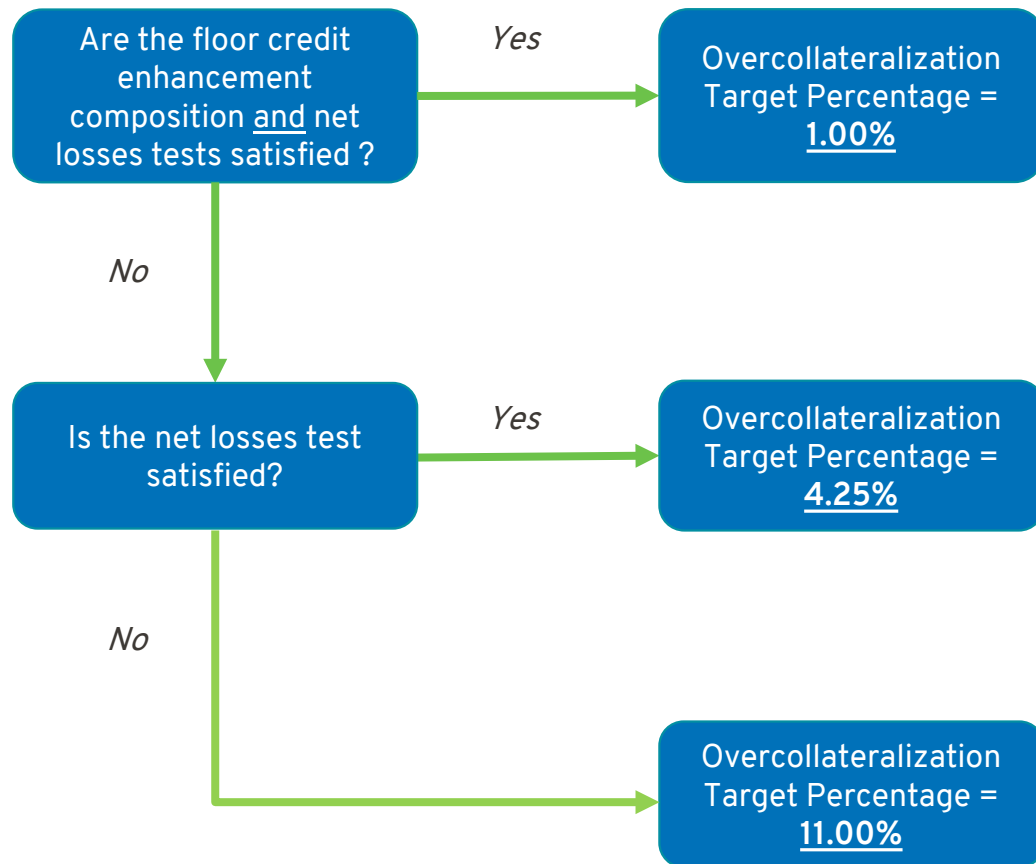 Are the floor credit
enhancement
composition and net
losses tests satisfied ?
Yes
Overcollateralization
Target Percentage =
1.00%
No
Is the net losses test
satisfied?
Yes
Overcollateralization
Target Percentage =
4.25%
No
Overcollateralization
Target Percentage =
11.00%